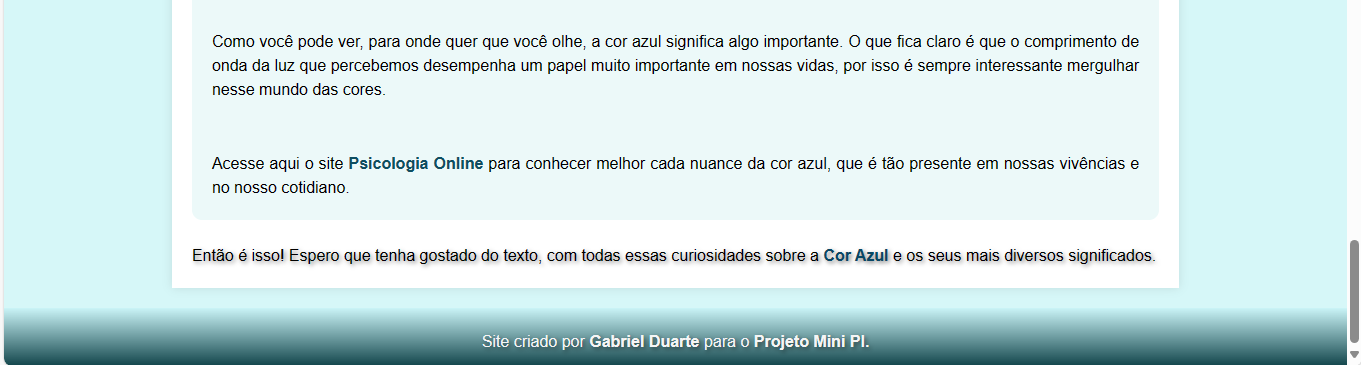 Como você pode ver, para onde quer que você olhe, a cor azul significa algo importante. O que fica claro é que o comprimento de
onda da luz que percebemos desempenha um papel muito importante em nossas vidas, por isso é sempre interessante mergulhar
nesse mundo das cores.
Acesse aqui o site Psicologia Online para conhecer melhor cada nuance da cor azul, que é tão presente em nossas vivências e
no nosso cotidiano.
Então é isso! Espero que tenha gostado do texto, com todas essas curiosidades sobre a Cor Azul e os seus mais diversos significados.
Site criado por Gabriel Duarte para o Projeto Mini PI.